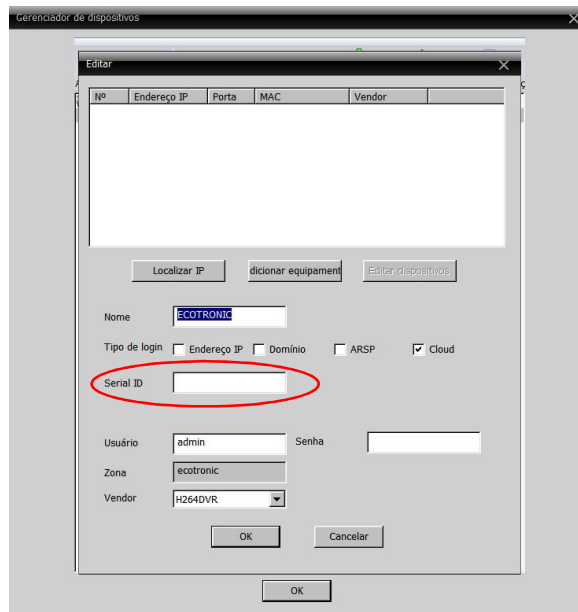 Gerenciador de dispositivos
Editar
Nº Endereço IP Porta MAC Vendor
Localizar IP dicionar equipament Editar dispositivos
Nome ECOTRONIC
Tipo de login Endereço IP Domínio ARSP Cloud
Serial ID
Usuário admin Senha
Zona ecotronic
Vendor H264DVR
OK Cancelar
OK